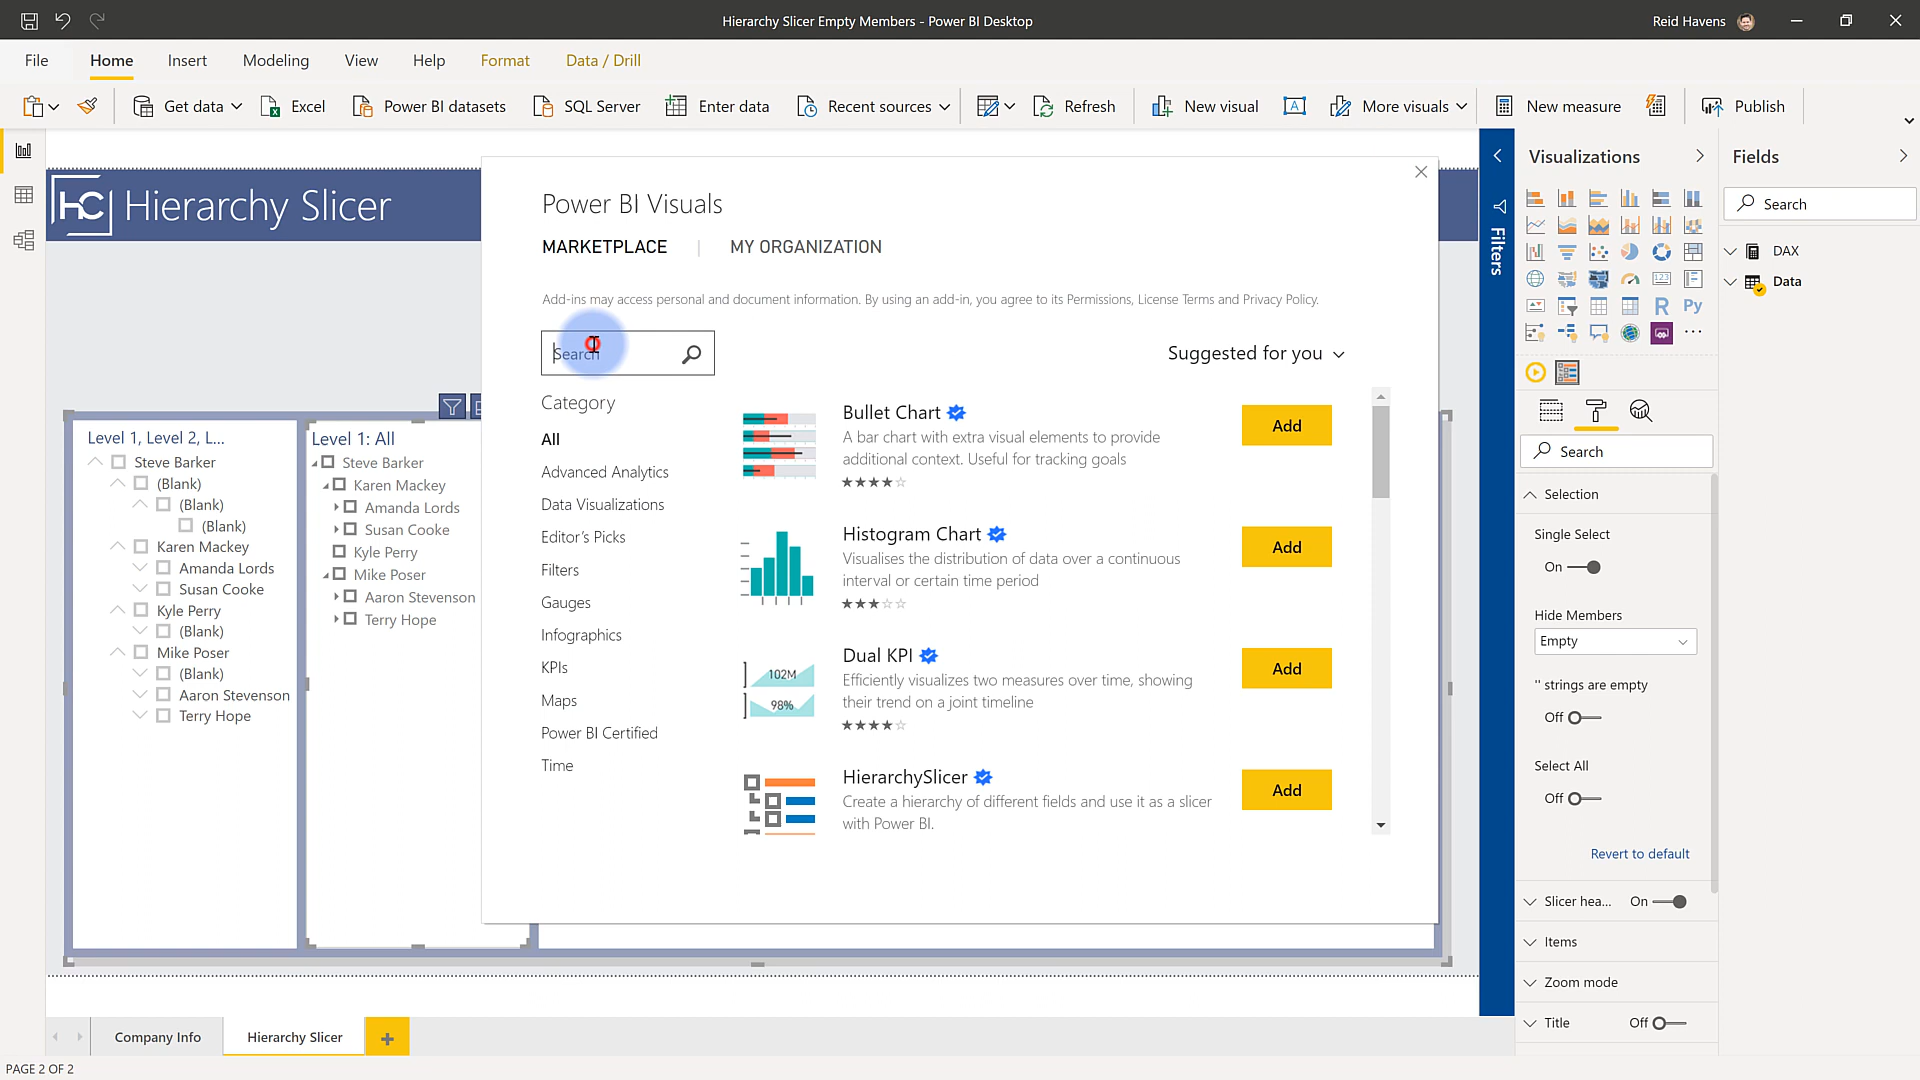 Hierarchy Slicer Empty Members - Power BI Desktop
Reid Havens
File Home Insert Modeling View Help Format Data / Drill
Get data Excel Power BI datasets SQL Server Enter data Recent sources Refresh New visual More visuals New measure Publish
HC Hierarchy Slicer
Level 1, Level 2, L...
Steve Barker
(Blank)
(Blank)
(Blank)
Karen Mackey
Amanda Lords
Susan Cooke
Kyle Perry
(Blank)
Mike Poser
(Blank)
Aaron Stevenson
Terry Hope
Level 1: All
Steve Barker
Karen Mackey
Amanda Lords
Susan Cooke
Kyle Perry
Mike Poser
Aaron Stevenson
Terry Hope
Power BI Visuals
MARKETPLACE | MY ORGANIZATION
Add-ins may access personal and document information. By using an add-in, you agree to its Permissions, License Terms and Privacy Policy.
Search
Suggested for you
Category
All
Advanced Analytics
Data Visualizations
Editor's Picks
Filters
Gauges
Infographics
KPIs
Maps
Power BI Certified
Time
Bullet Chart
A bar chart with extra visual elements to provide
additional context. Useful for tracking goals
Add
Histogram Chart
Visualises the distribution of data over a continuous
interval or certain time period
Add
102M
98%
Dual KPI
Efficiently visualizes two measures over time, showing
their trend on a joint timeline
Add
HierarchySlicer
Create a hierarchy of different fields and use it as a slicer
with Power BI.
Add
Filters
Visualizations
123
R Py
Search
Selection
Single Select
On
Hide Members
Empty
'' strings are empty
Off
Select All
Off
Revert to default
Slicer hea... On
Items
Zoom mode
Title Off
Fields
Search
DAX
Data
Company Info Hierarchy Slicer +
PAGE 2 OF 2